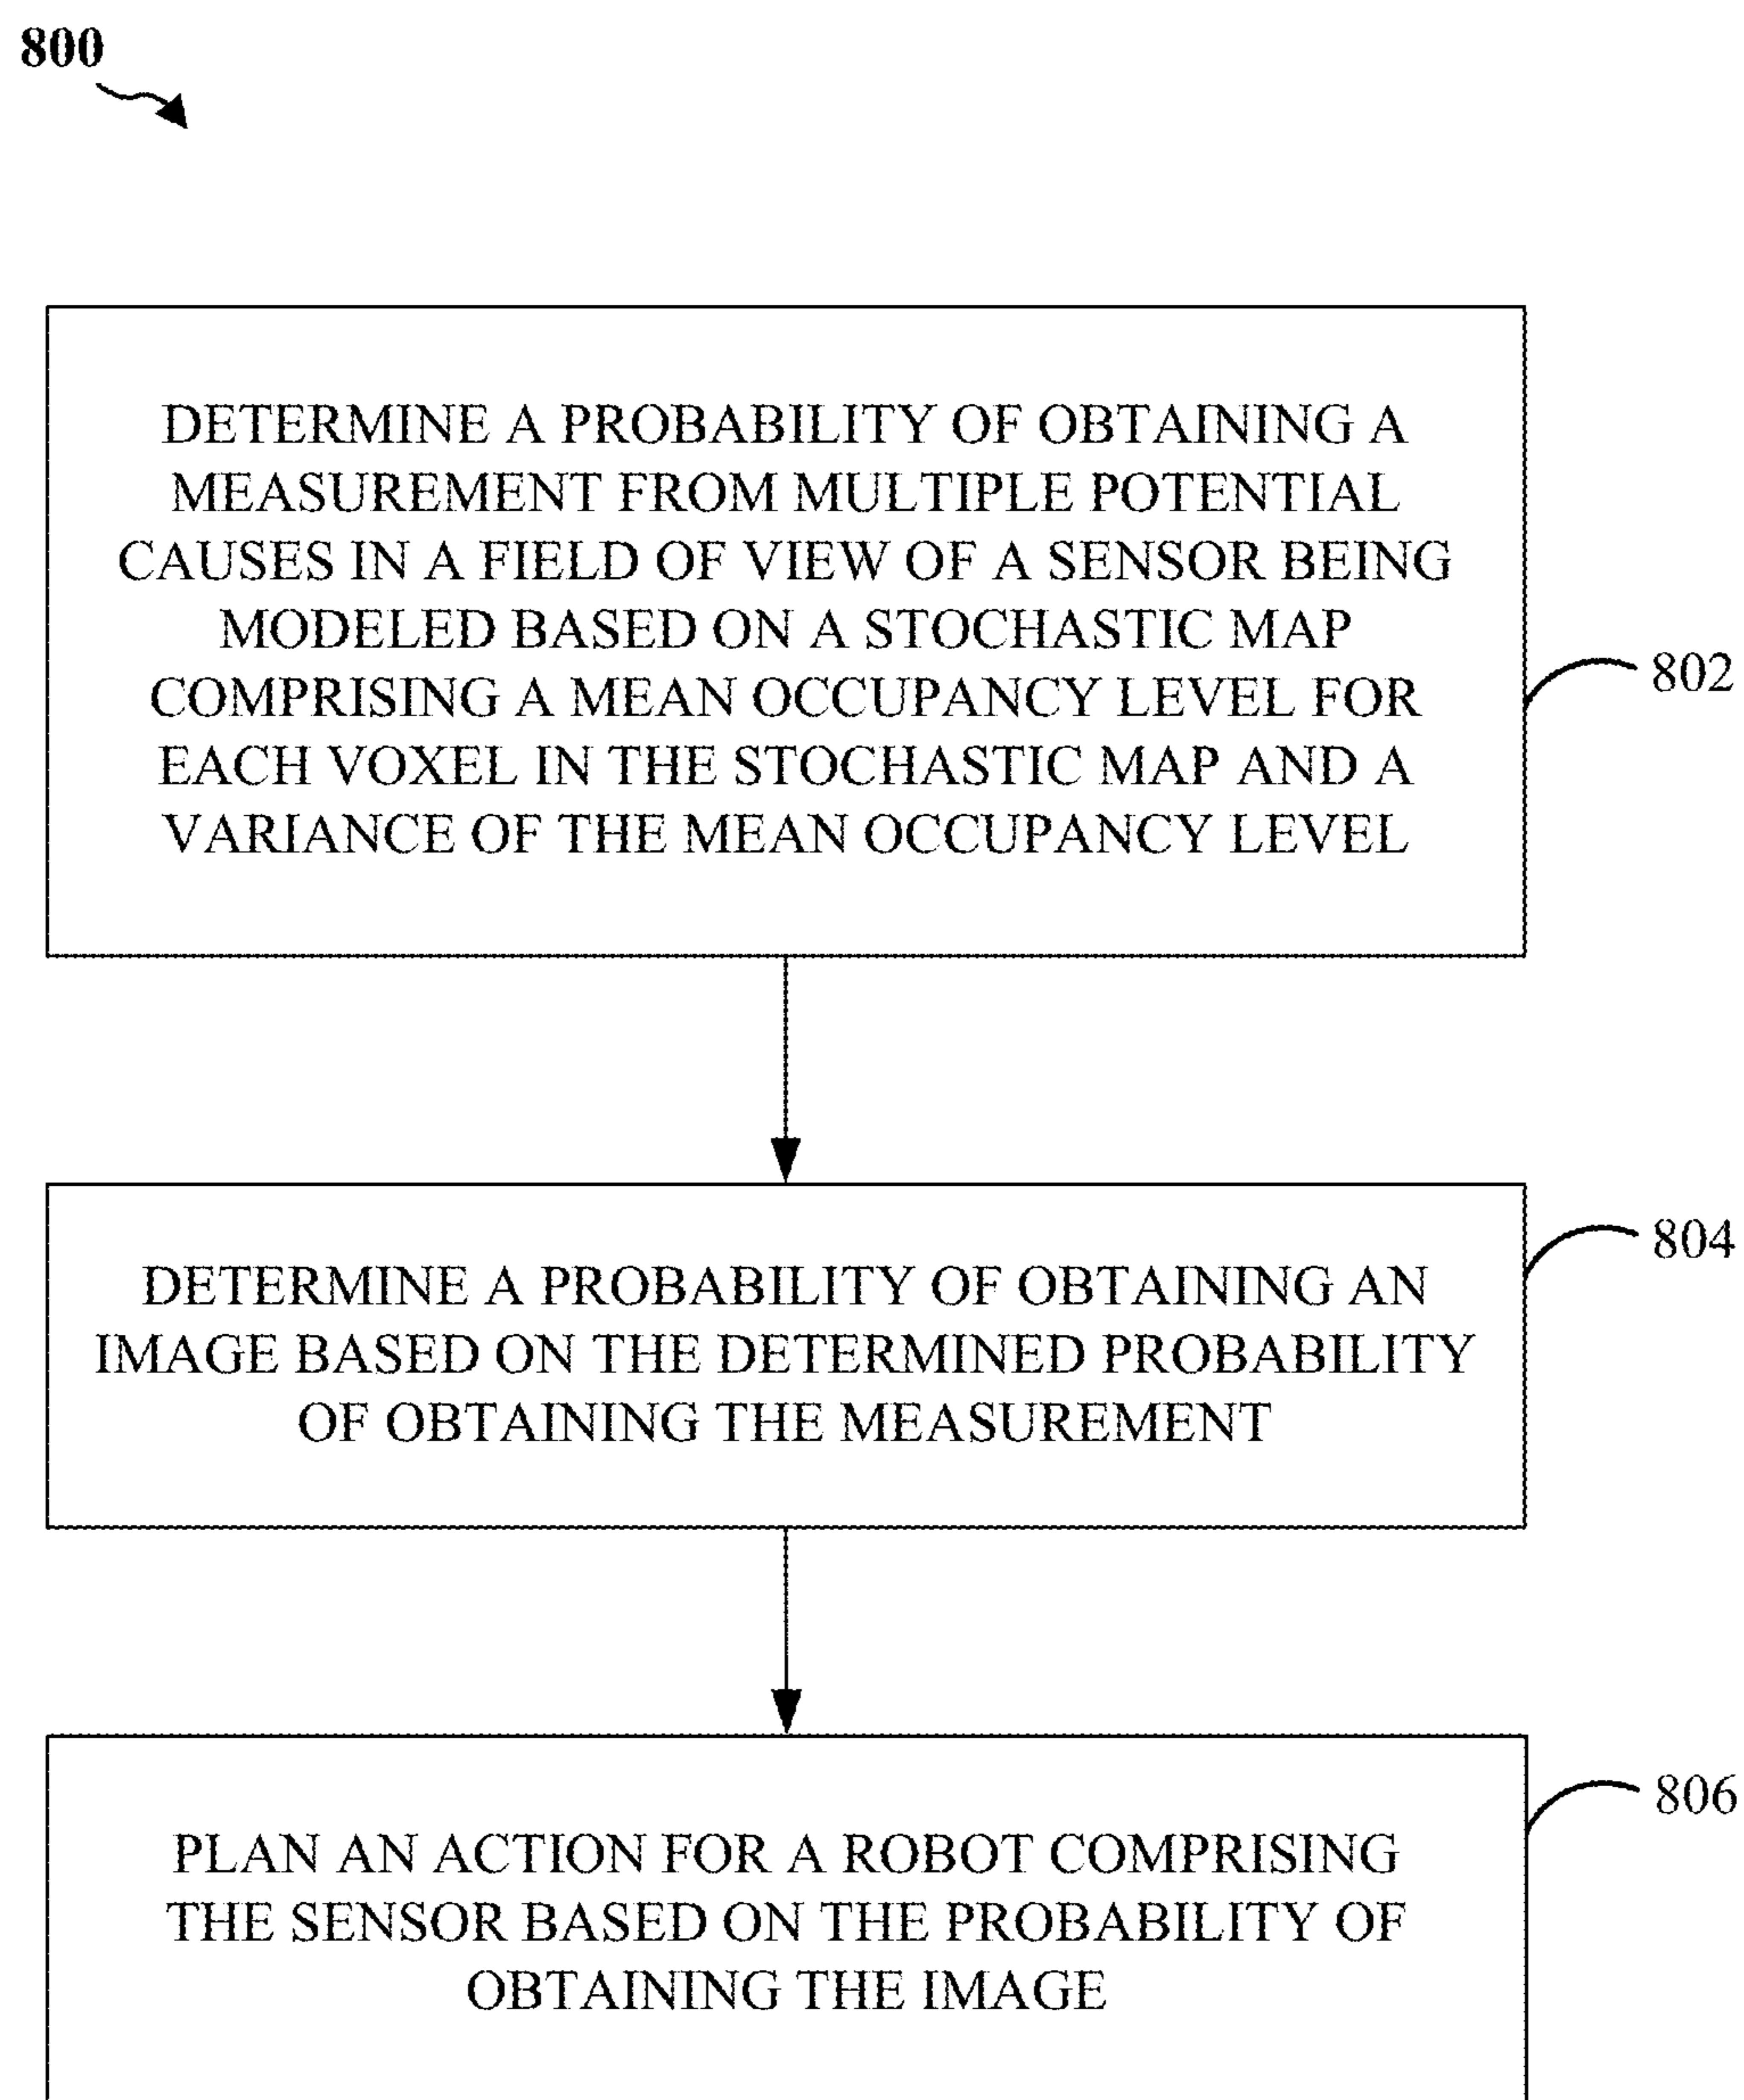 800
DETERMINE A PROBABILITY OF OBTAINING A
MEASUREMENT FROM MULTIPLE POTENTIAL
CAUSES IN A FIELD OF VIEW OF A SENSOR BEING
MODELED BASED ON A STOCHASTIC MAP
COMPRISING A MEAN OCCUPANCY LEVEL FOR
EACH VOXEL IN THE STOCHASTIC MAP AND A
VARIANCE OF THE MEAN OCCUPANCY LEVEL
802
DETERMINE A PROBABILITY OF OBTAINING AN
IMAGE BASED ON THE DETERMINED PROBABILITY
OF OBTAINING THE MEASUREMENT
804
PLAN AN ACTION FOR A ROBOT COMPRISING
THE SENSOR BASED ON THE PROBABILITY OF
OBTAINING THE IMAGE
806